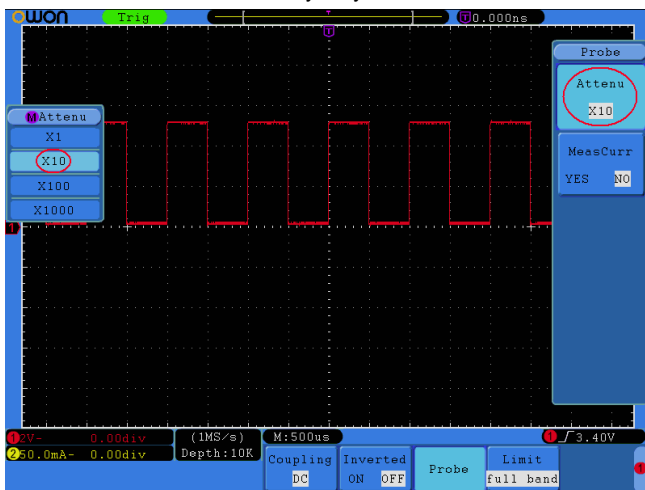 owon Trig T 0.000ns
T
Probe
Attenu
X10
MeasCurr
YES NO
M Attenu
X1
X10
X100
X1000
1
1 2V- 0.00div (1MS/s) M:500us 1 3.40V
2 50.0mA- 0.00div Depth:10K
Coupling Inverted Probe Limit
DC ON OFF full band
1